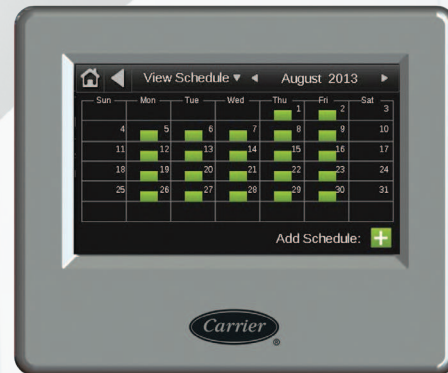 View Schedule ▼ ◀ August 2013 ▶
Sun Mon Tue Wed Thu Fri Sat
1 2 3
4 5 6 7 8 9 10
11 12 13 14 15 16 17
18 19 20 21 22 23 24
25 26 27 28 29 30 31
Add Schedule: +
Carrier
®